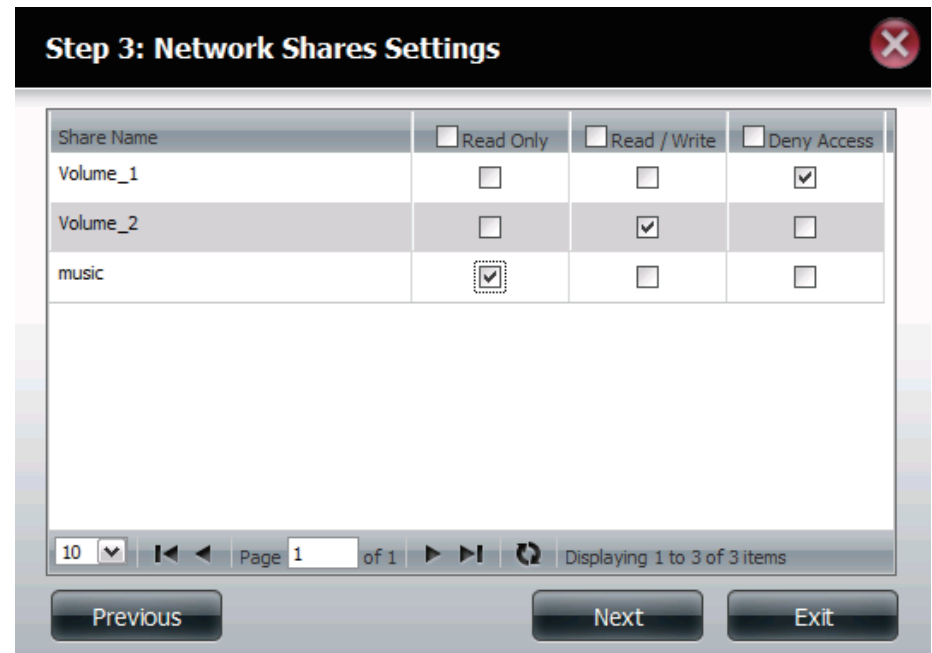 Step 3: Network Shares Settings
Share Name Read Only Read / Write Deny Access
Volume_1
Volume_2
music
10 Page 1 of 1 Displaying 1 to 3 of 3 items
Previous Next Exit